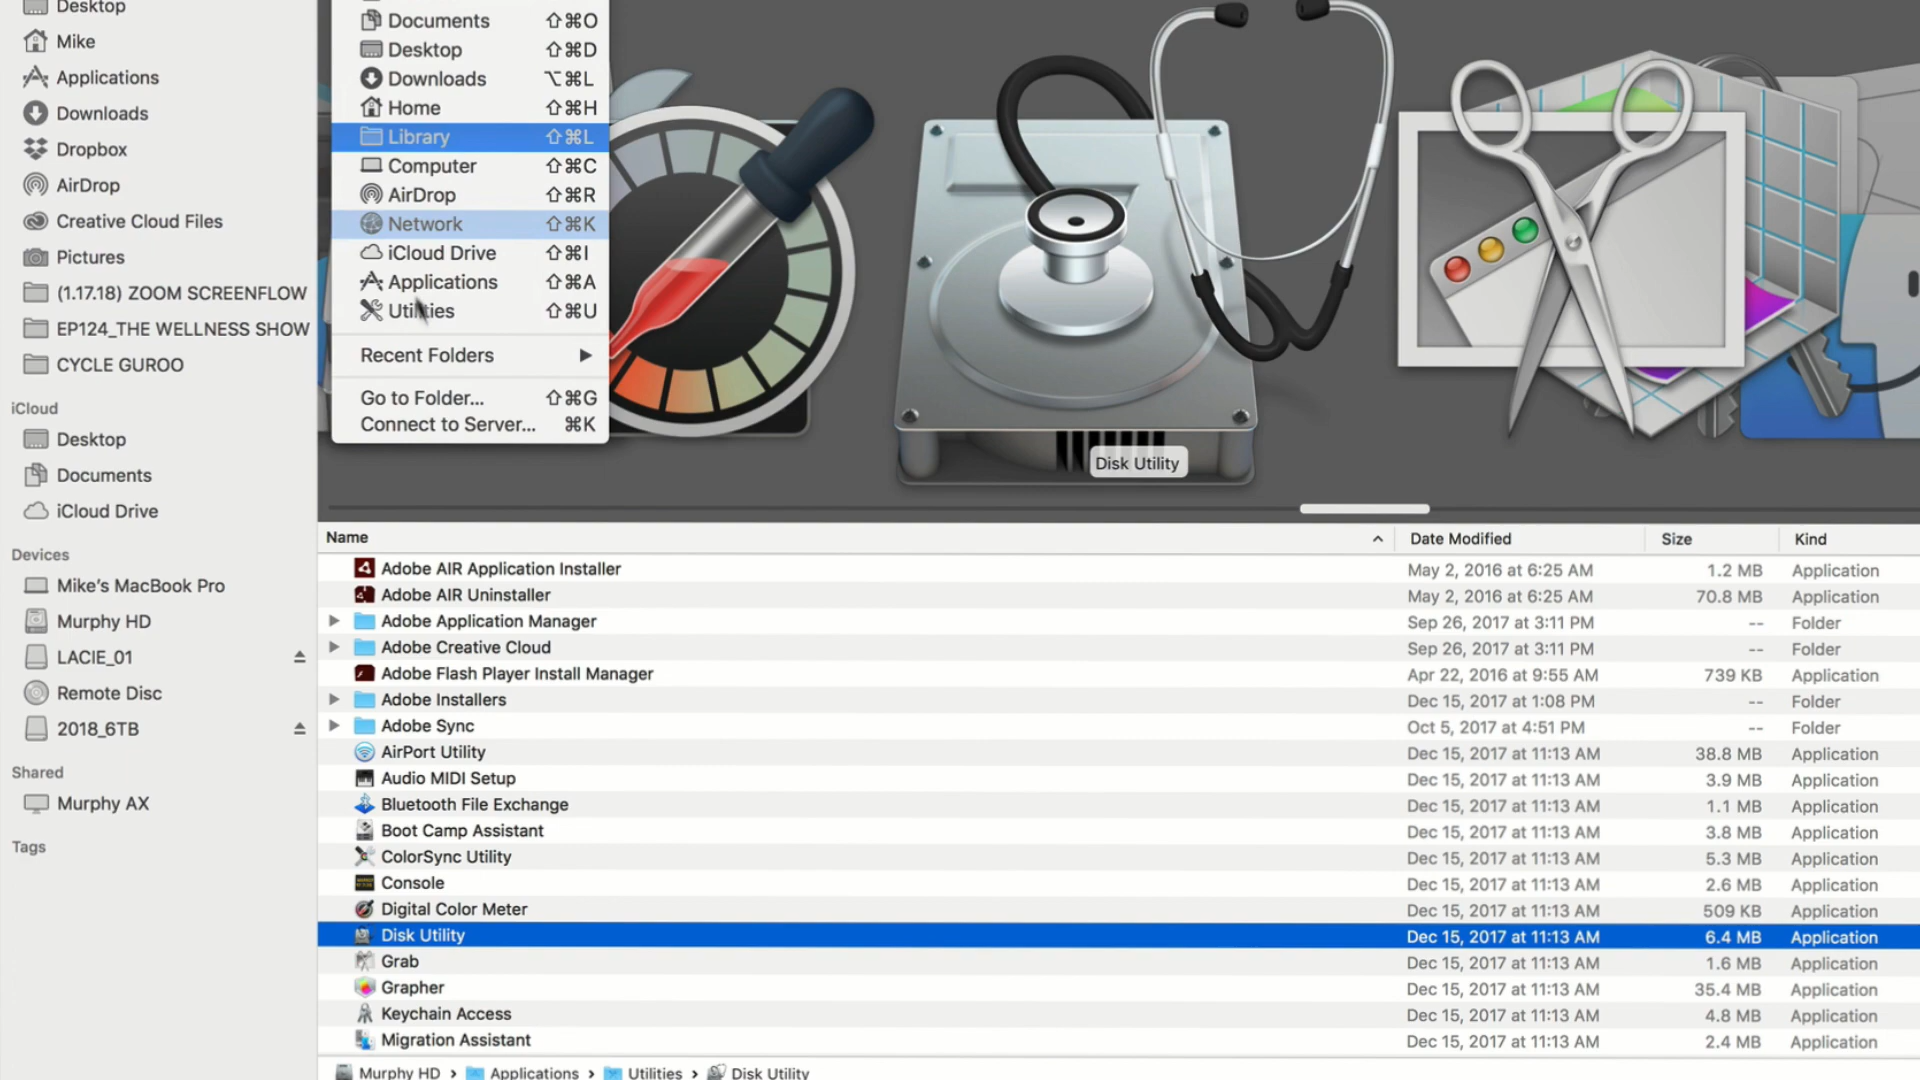 Desktop
Mike
Applications
Downloads
Dropbox
AirDrop
Creative Cloud Files
Pictures
(1.17.18) ZOOM SCREENFLOW
EP124_THE WELLNESS SHOW
CYCLE GUROO
iCloud
Desktop
Documents
iCloud Drive
Devices
Mike's MacBook Pro
Murphy HD
LACIE_01
Remote Disc
2018_6TB
Shared
Murphy AX
Tags
Documents ⇧⌘O
Desktop ⇧⌘D
Downloads ⌥⌘L
Home ⇧⌘H
Library ⇧⌘L
Computer ⇧⌘C
AirDrop ⇧⌘R
Network ⇧⌘K
iCloud Drive ⇧⌘I
Applications ⇧⌘A
Utilities ⇧⌘U
Recent Folders
Go to Folder... ⇧⌘G
Connect to Server... ⌘K
Disk Utility
Name Date Modified Size Kind
Adobe AIR Application Installer May 2, 2016 at 6:25 AM 1.2 MB Application
Adobe AIR Uninstaller May 2, 2016 at 6:25 AM 70.8 MB Application
Adobe Application Manager Sep 26, 2017 at 3:11 PM -- Folder
Adobe Creative Cloud Sep 26, 2017 at 3:11 PM -- Folder
Adobe Flash Player Install Manager Apr 22, 2016 at 9:55 AM 739 KB Application
Adobe Installers Dec 15, 2017 at 1:08 PM -- Folder
Adobe Sync Oct 5, 2017 at 4:51 PM -- Folder
AirPort Utility Dec 15, 2017 at 11:13 AM 38.8 MB Application
Audio MIDI Setup Dec 15, 2017 at 11:13 AM 3.9 MB Application
Bluetooth File Exchange Dec 15, 2017 at 11:13 AM 1.1 MB Application
Boot Camp Assistant Dec 15, 2017 at 11:13 AM 3.8 MB Application
ColorSync Utility Dec 15, 2017 at 11:13 AM 5.3 MB Application
Console Dec 15, 2017 at 11:13 AM 2.6 MB Application
Digital Color Meter Dec 15, 2017 at 11:13 AM 509 KB Application
Disk Utility Dec 15, 2017 at 11:13 AM 6.4 MB Application
Grab Dec 15, 2017 at 11:13 AM 1.6 MB Application
Grapher Dec 15, 2017 at 11:13 AM 35.4 MB Application
Keychain Access Dec 15, 2017 at 11:13 AM 4.8 MB Application
Migration Assistant Dec 15, 2017 at 11:13 AM 2.4 MB Application
Murphy HD › Applications › Utilities › Disk Utility